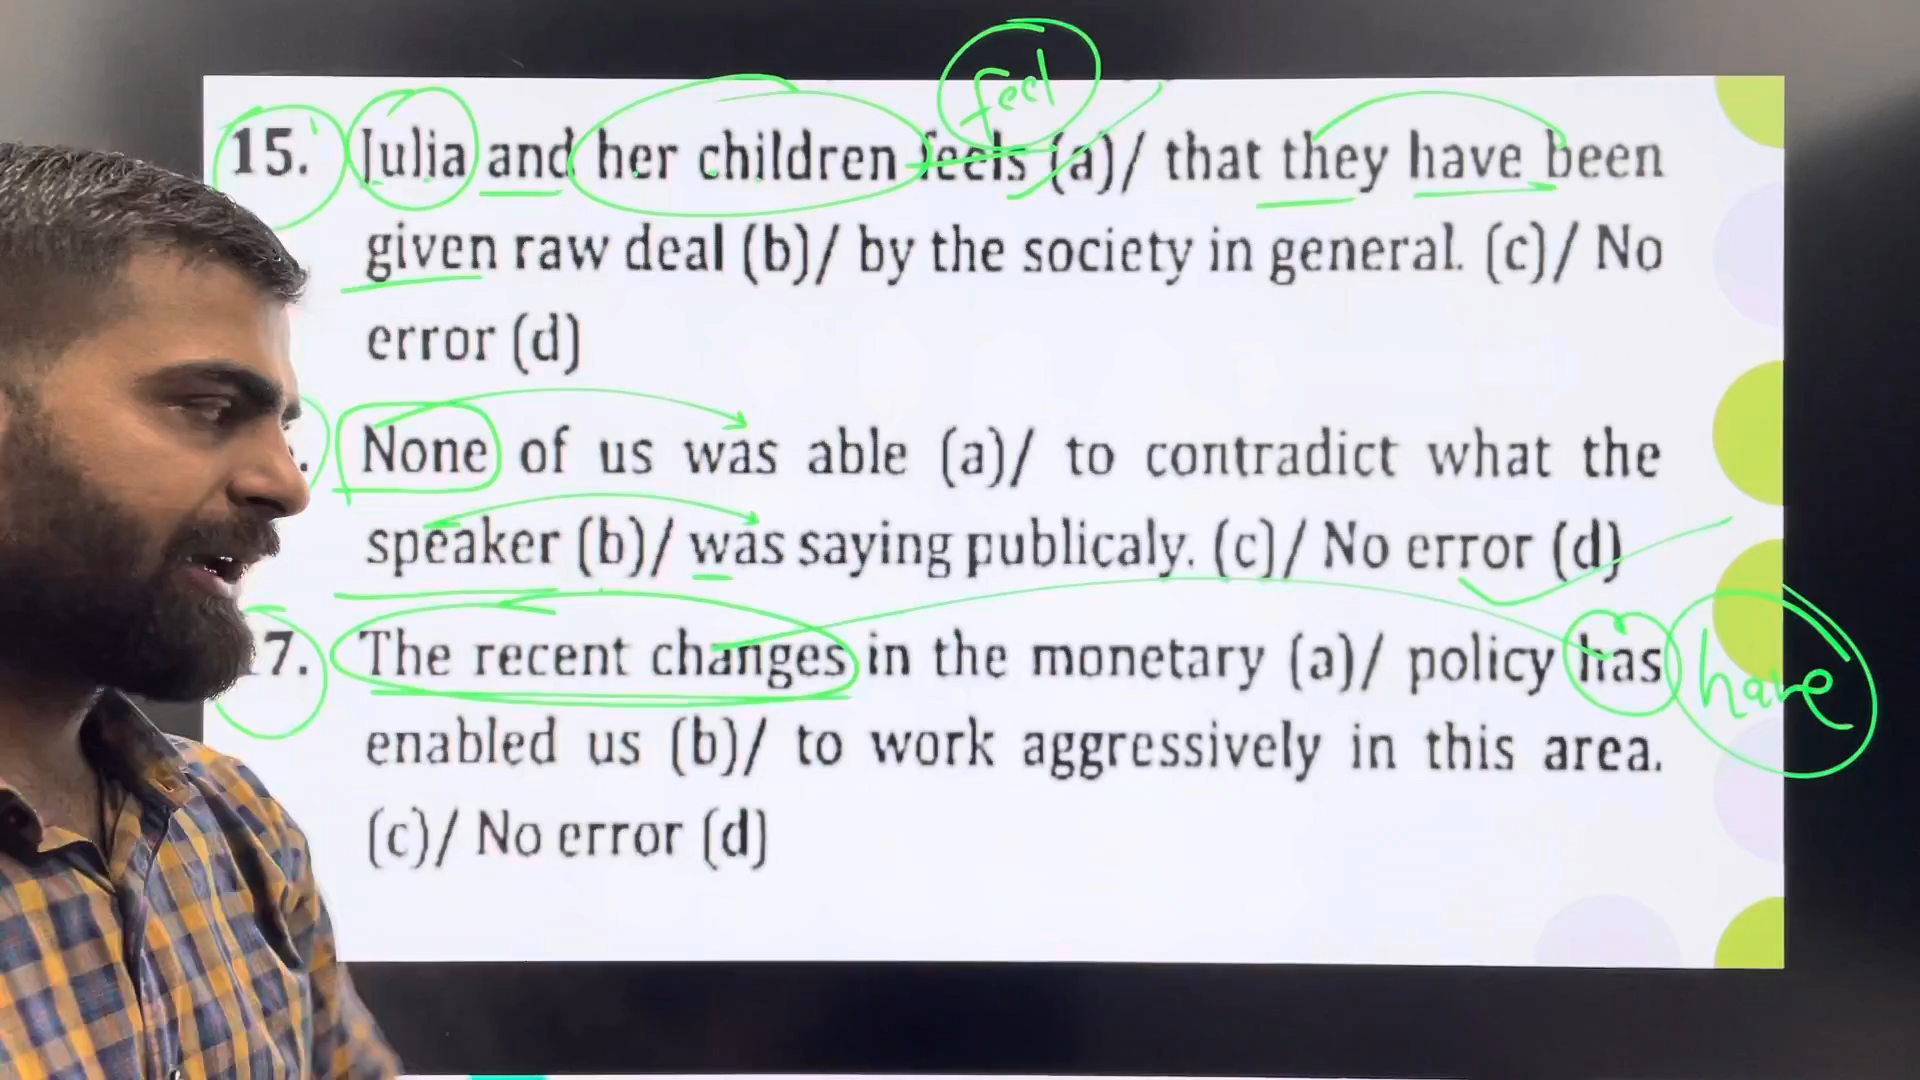 feel
15. Julia and her children feels (a)/ that they have been
given raw deal (b)/ by the society in general. (c)/ No
error (d)
None of us was able (a)/ to contradict what the
speaker (b)/ was saying publicaly. (c)/ No error (d)
17. The recent changes in the monetary (a)/ policy has have
enabled us (b)/ to work aggressively in this area.
(c)/ No error (d)